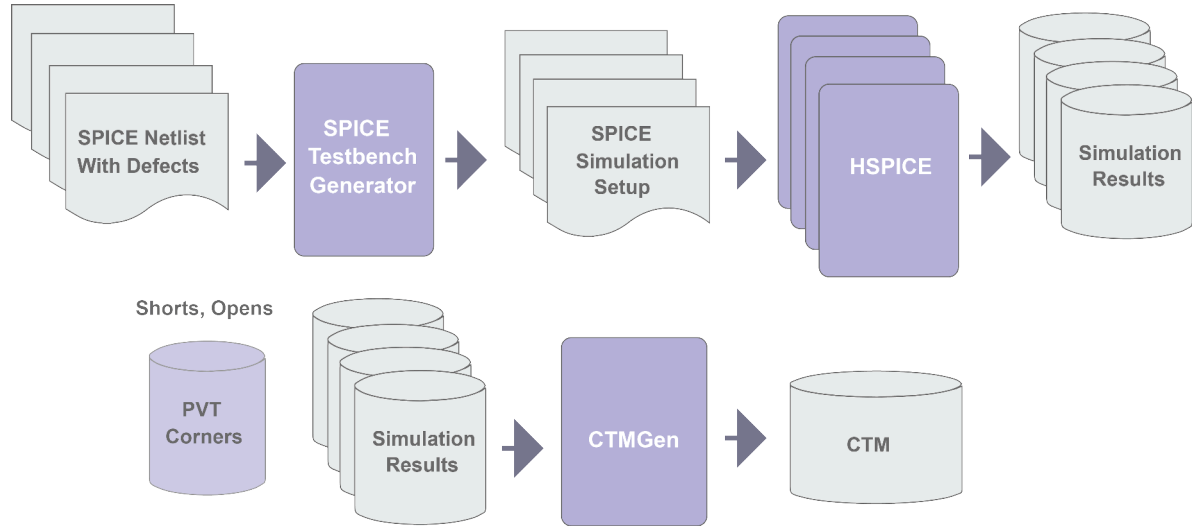 SPICE Netlist
With Defects
SPICE
Testbench
Generator
SPICE
Simulation
Setup
HSPICE
Simulation
Results
Shorts, Opens
PVT
Corners
Simulation
Results
CTMGen
CTM